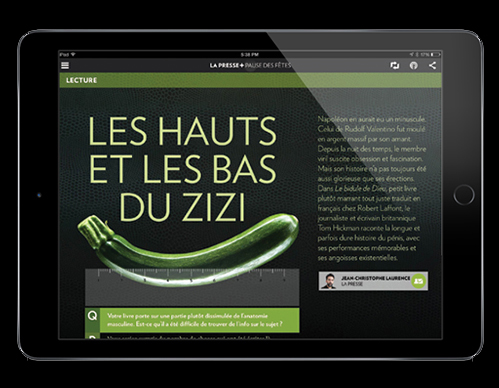 iPad
5:08 PM
LA PRESSE+ PAUSE DES FÊTES
LECTURE
LES HAUTS
ET LES BAS
DU ZIZI
Napoléon en aurait eu un minuscule.
Celui de Rudolf Valentino fut moulé
en argent massif par son amant.
Depuis la nuit des temps, le membre
viril suscite obsession et fascination.
Mais son histoire n'a pas toujours été
aussi glorieuse que ses érections.
Dans Le bidule de Dieu, petit livre
plutôt marrant tout juste traduit en
français chez Robert Laffont, le
journaliste et écrivain britannique
Tom Hickman raconte la longue et
parfois dure histoire du pénis, avec
ses performances mémorables et
ses angoisses existentielles.
JEAN-CHRISTOPHE LAURENCE
LA PRESSE
Q
Votre livre porte sur une partie plutôt dissimulée de l'anatomie
masculine. Est-ce qu'il a été difficile de trouver de l'info sur le sujet ?